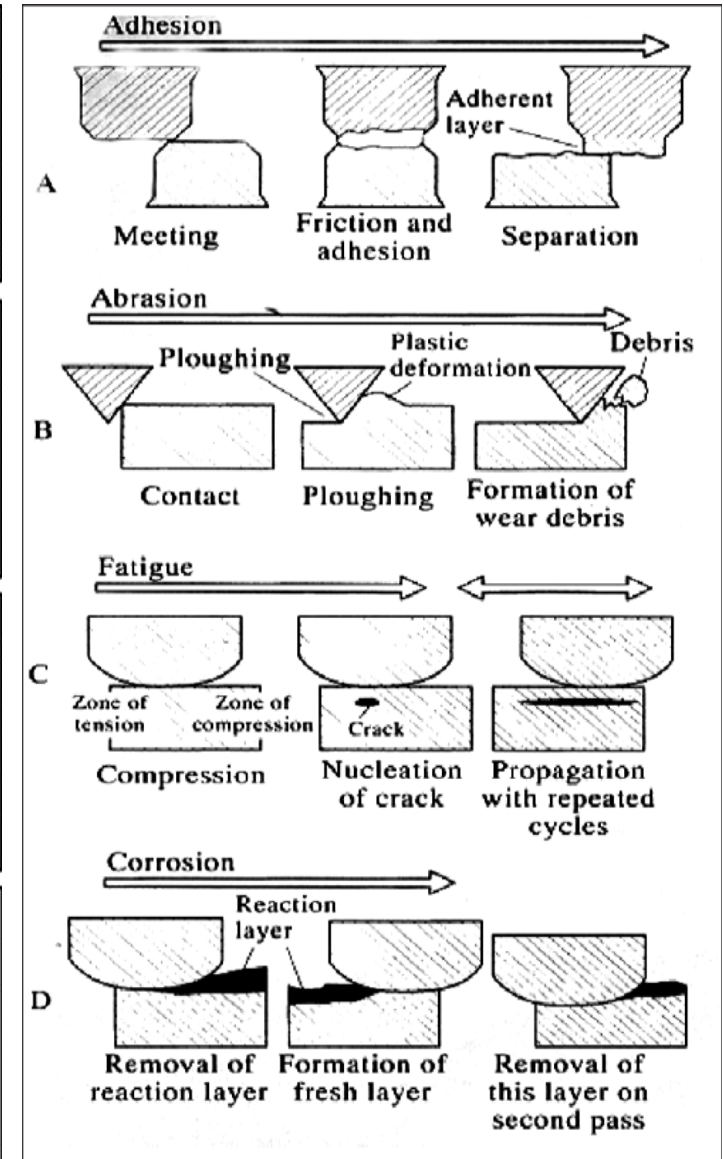 Adhesion
Adherent
layer
A
Meeting
Friction and
adhesion
Separation
Abrasion
Ploughing
Plastic
deformation
Debris
B
Contact
Ploughing
Formation of
wear debris
Fatigue
C
Zone of
tension
Zone of
compression
Crack
Compression
Nucleation
of crack
Propagation
with repeated
cycles
Corrosion
Reaction
layer
D
Removal of
reaction layer
Formation of
fresh layer
Removal of
this layer on
second pass